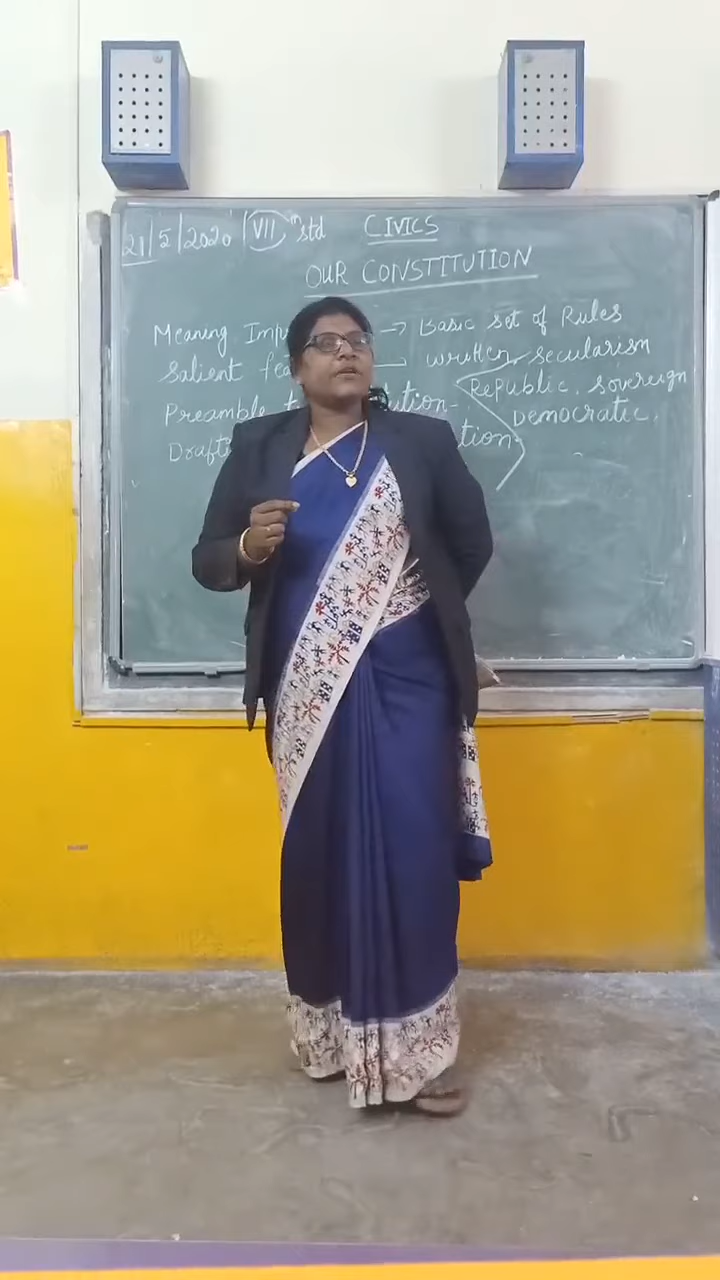 21/5/2020 VII std CIVICS
OUR CONSTITUTION
Meaning → Basic set of Rules
Salient written, secularism
Republic, sovereign
Preamble Democratic.